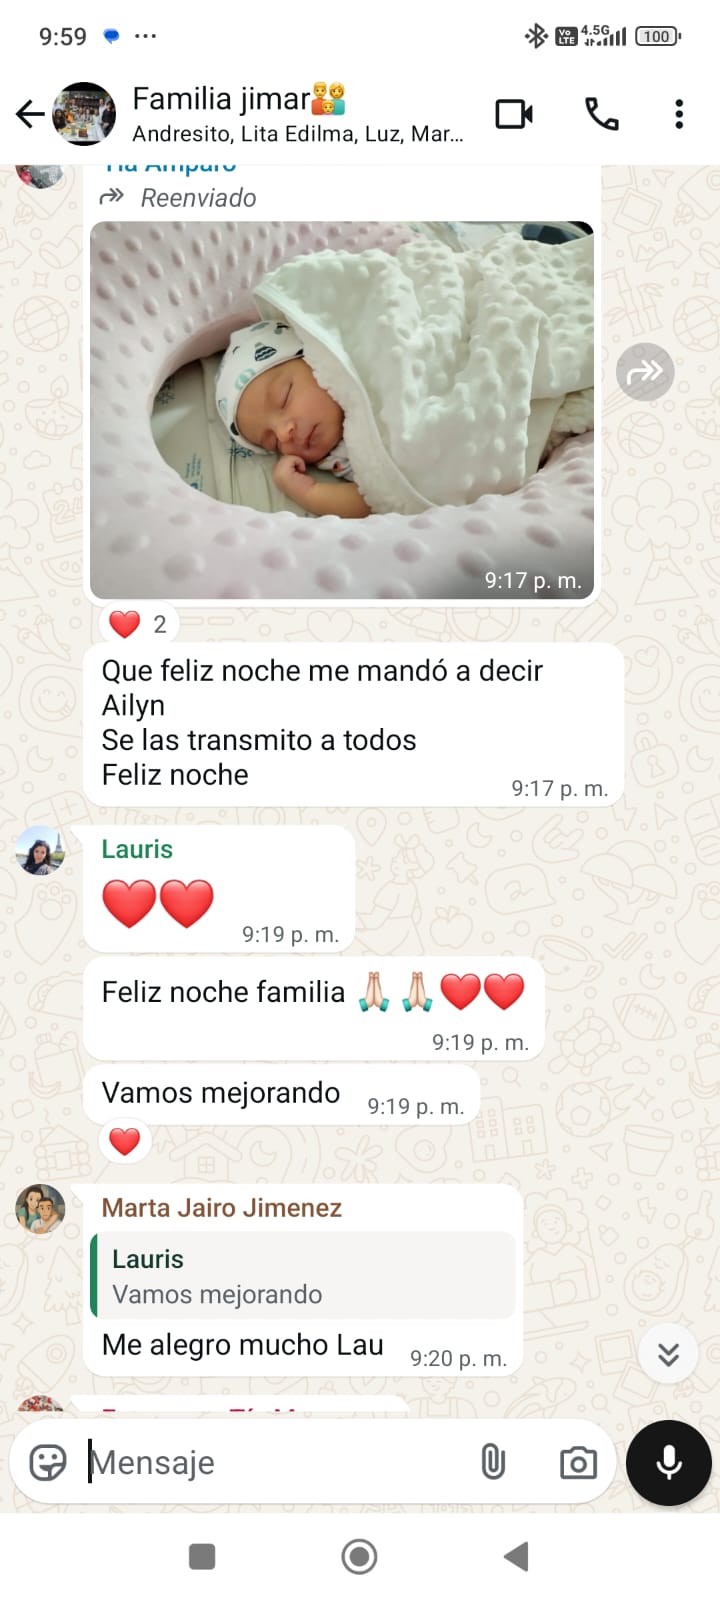 9:59
4.5G
100
Familia jimar
Andresito, Lita Edilma, Luz, Mar...
Tía Amparo
Reenviado
9:17 p. m.
2
Que feliz noche me mandó a decir
Ailyn
Se las transmito a todos
Feliz noche
9:17 p. m.
Lauris
9:19 p. m.
Feliz noche familia
9:19 p. m.
Vamos mejorando
9:19 p. m.
Marta Jairo Jimenez
Lauris
Vamos mejorando
Me alegro mucho Lau
9:20 p. m.
Mensaje